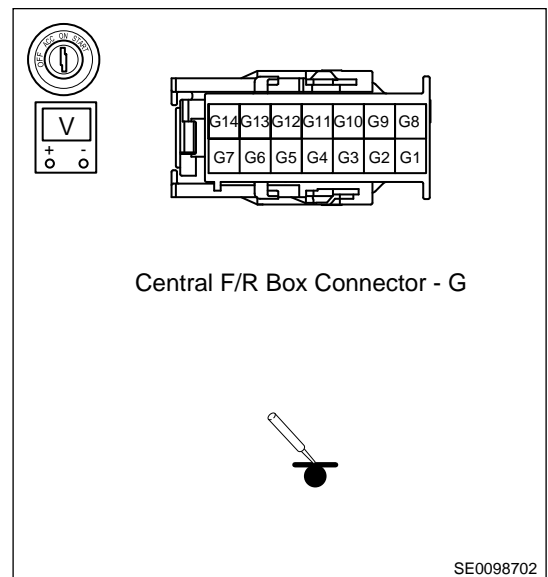 OFF ACC ON START
V
+ -
G14 G13 G12 G11 G10 G9 G8
G7 G6 G5 G4 G3 G2 G1
Central F/R Box Connector - G
SE0098702